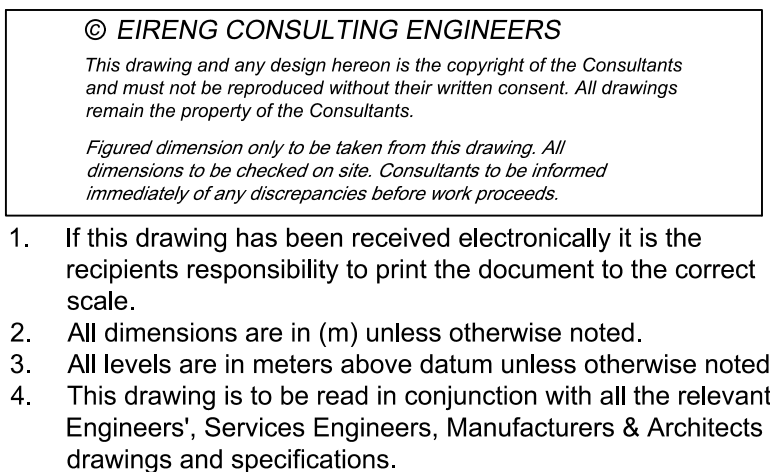 © EIRENG CONSULTING ENGINEERS
This drawing and any design hereon is the copyright of the Consultants
and must not be reproduced without their written consent. All drawings
remain the property of the Consultants.
Figured dimension only to be taken from this drawing. All
dimensions to be checked on site. Consultants to be informed
immediately of any discrepancies before work proceeds.
1. If this drawing has been received electronically it is the
recipients responsibility to print the document to the correct
scale.
2. All dimensions are in (m) unless otherwise noted.
3. All levels are in meters above datum unless otherwise noted
4. This drawing is to be read in conjunction with all the relevant
Engineers', Services Engineers, Manufacturers & Architects
drawings and specifications.